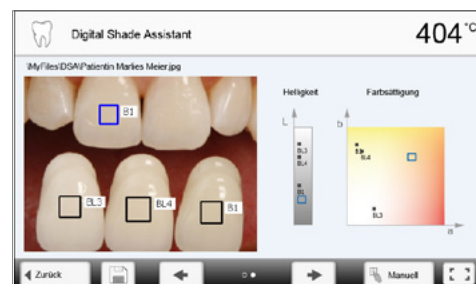 Digital Shade Assistant
404°C
\MyFiles\DSA\Patientin Marlies Meier.jpg
Helligkeit
Farbsättigung
B1
L
b
BL3
BL4
B1
BL4
BL3
BL4
B1
B1
BL3
a
Zurück
Manuell